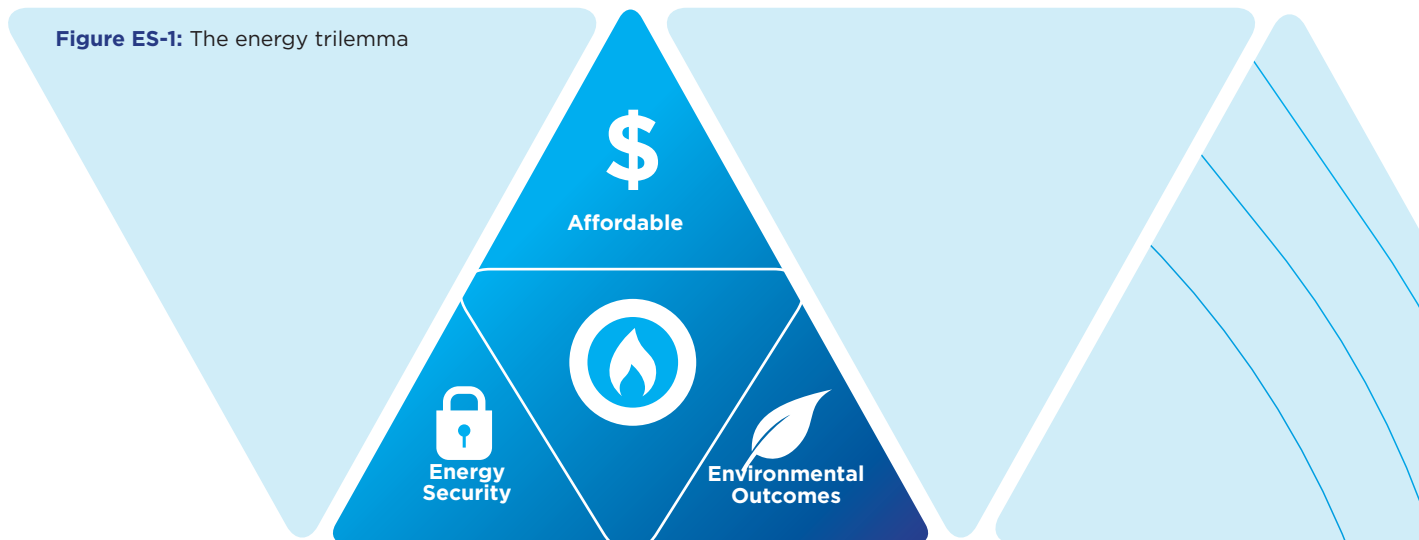 Figure ES-1: The energy trilemma
$
Affordable
Energy
Security
Environmental
Outcomes